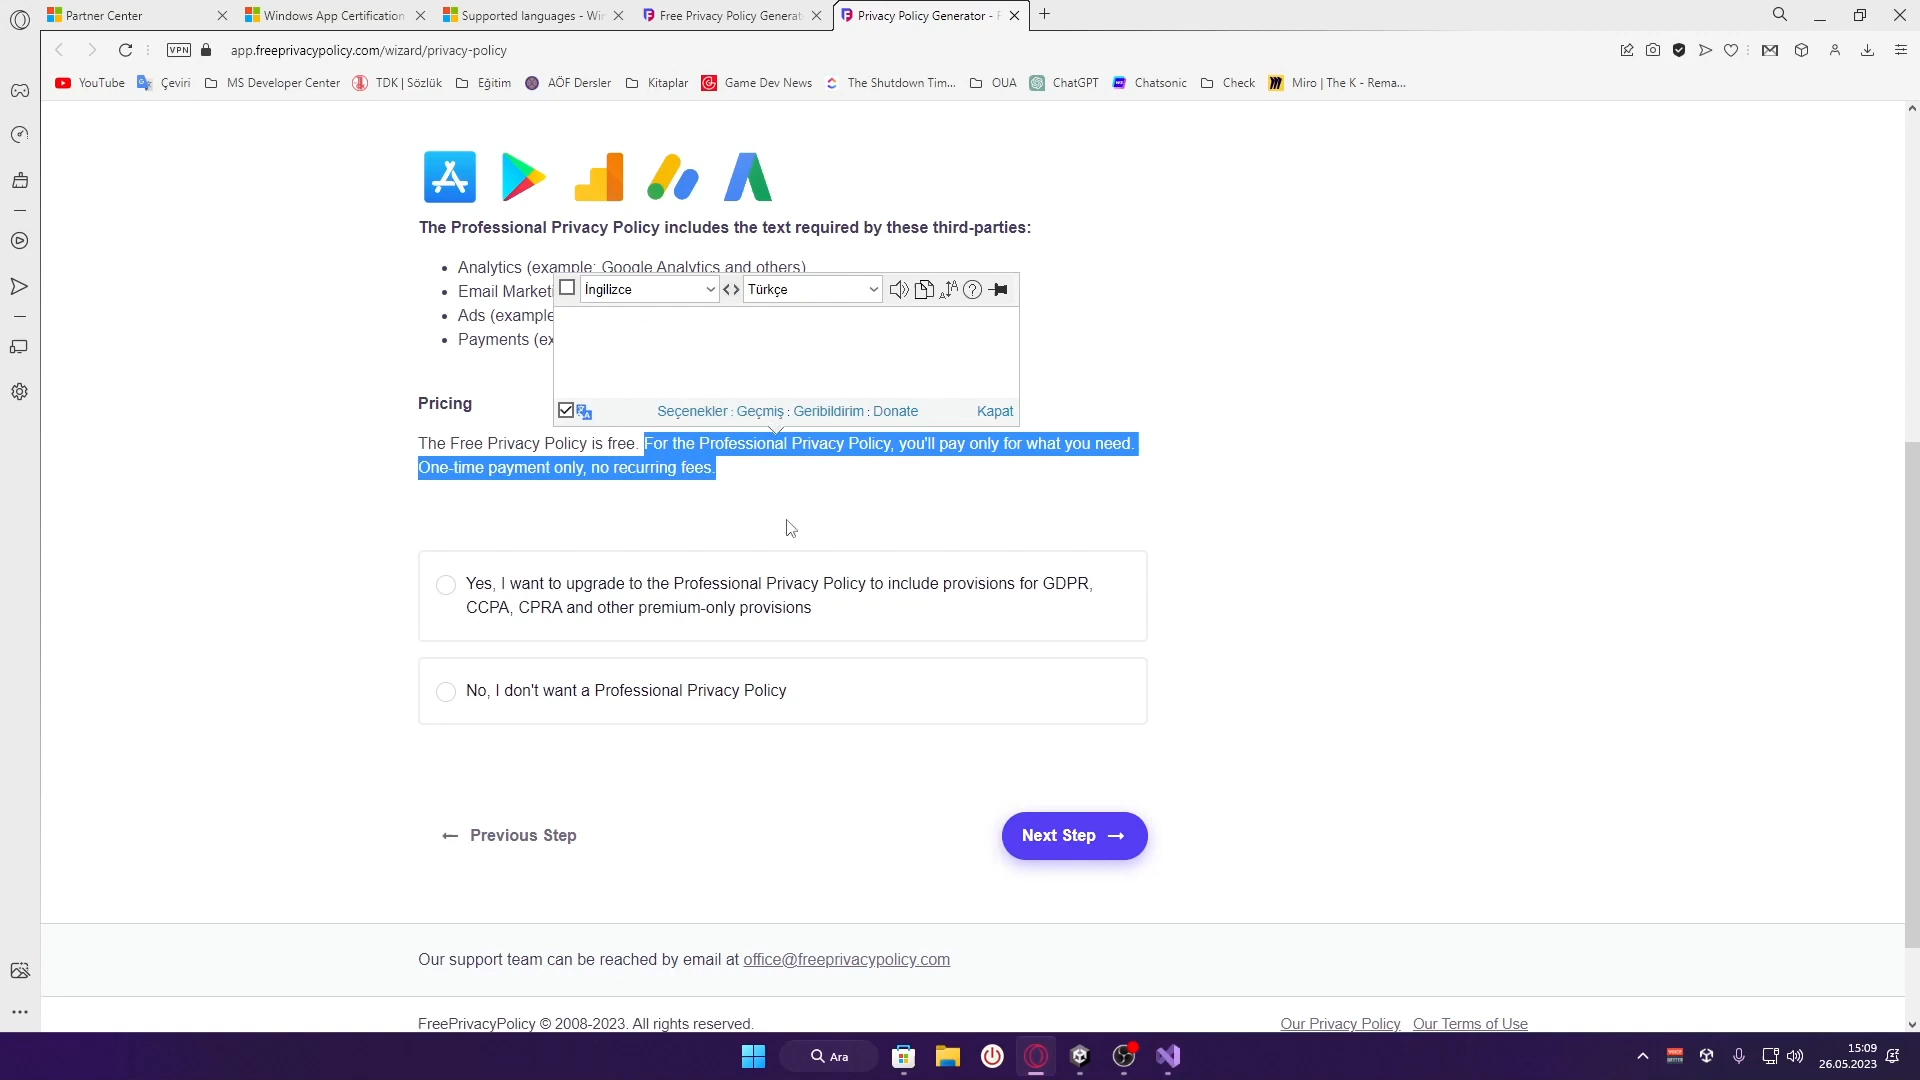 Partner Center
Windows App Certification
Supported languages - Wir
Free Privacy Policy Generat
Privacy Policy Generator - F
VPN
app.freeprivacypolicy.com/wizard/privacy-policy
YouTube
Çeviri
MS Developer Center
TDK | Sözlük
Eğitim
AÖF Dersler
Kitaplar
Game Dev News
The Shutdown Tim...
OUA
ChatGPT
Chatsonic
Check
Miro | The K - Rema...
The Professional Privacy Policy includes the text required by these third-parties:
Analytics (example: Google Analytics and others)
Email Marketi
Ads (example
Payments (ex
İngilizce
Türkçe
Seçenekler : Geçmiş : Geribildirim : Donate
Kapat
Pricing
The Free Privacy Policy is free. For the Professional Privacy Policy, you'll pay only for what you need.
One-time payment only, no recurring fees.
Yes, I want to upgrade to the Professional Privacy Policy to include provisions for GDPR,
CCPA, CPRA and other premium-only provisions
No, I don't want a Professional Privacy Policy
← Previous Step
Next Step →
Our support team can be reached by email at office@freeprivacypolicy.com
FreePrivacyPolicy © 2008-2023. All rights reserved.
Our Privacy Policy
Our Terms of Use
Ara
15:09
26.05.2023